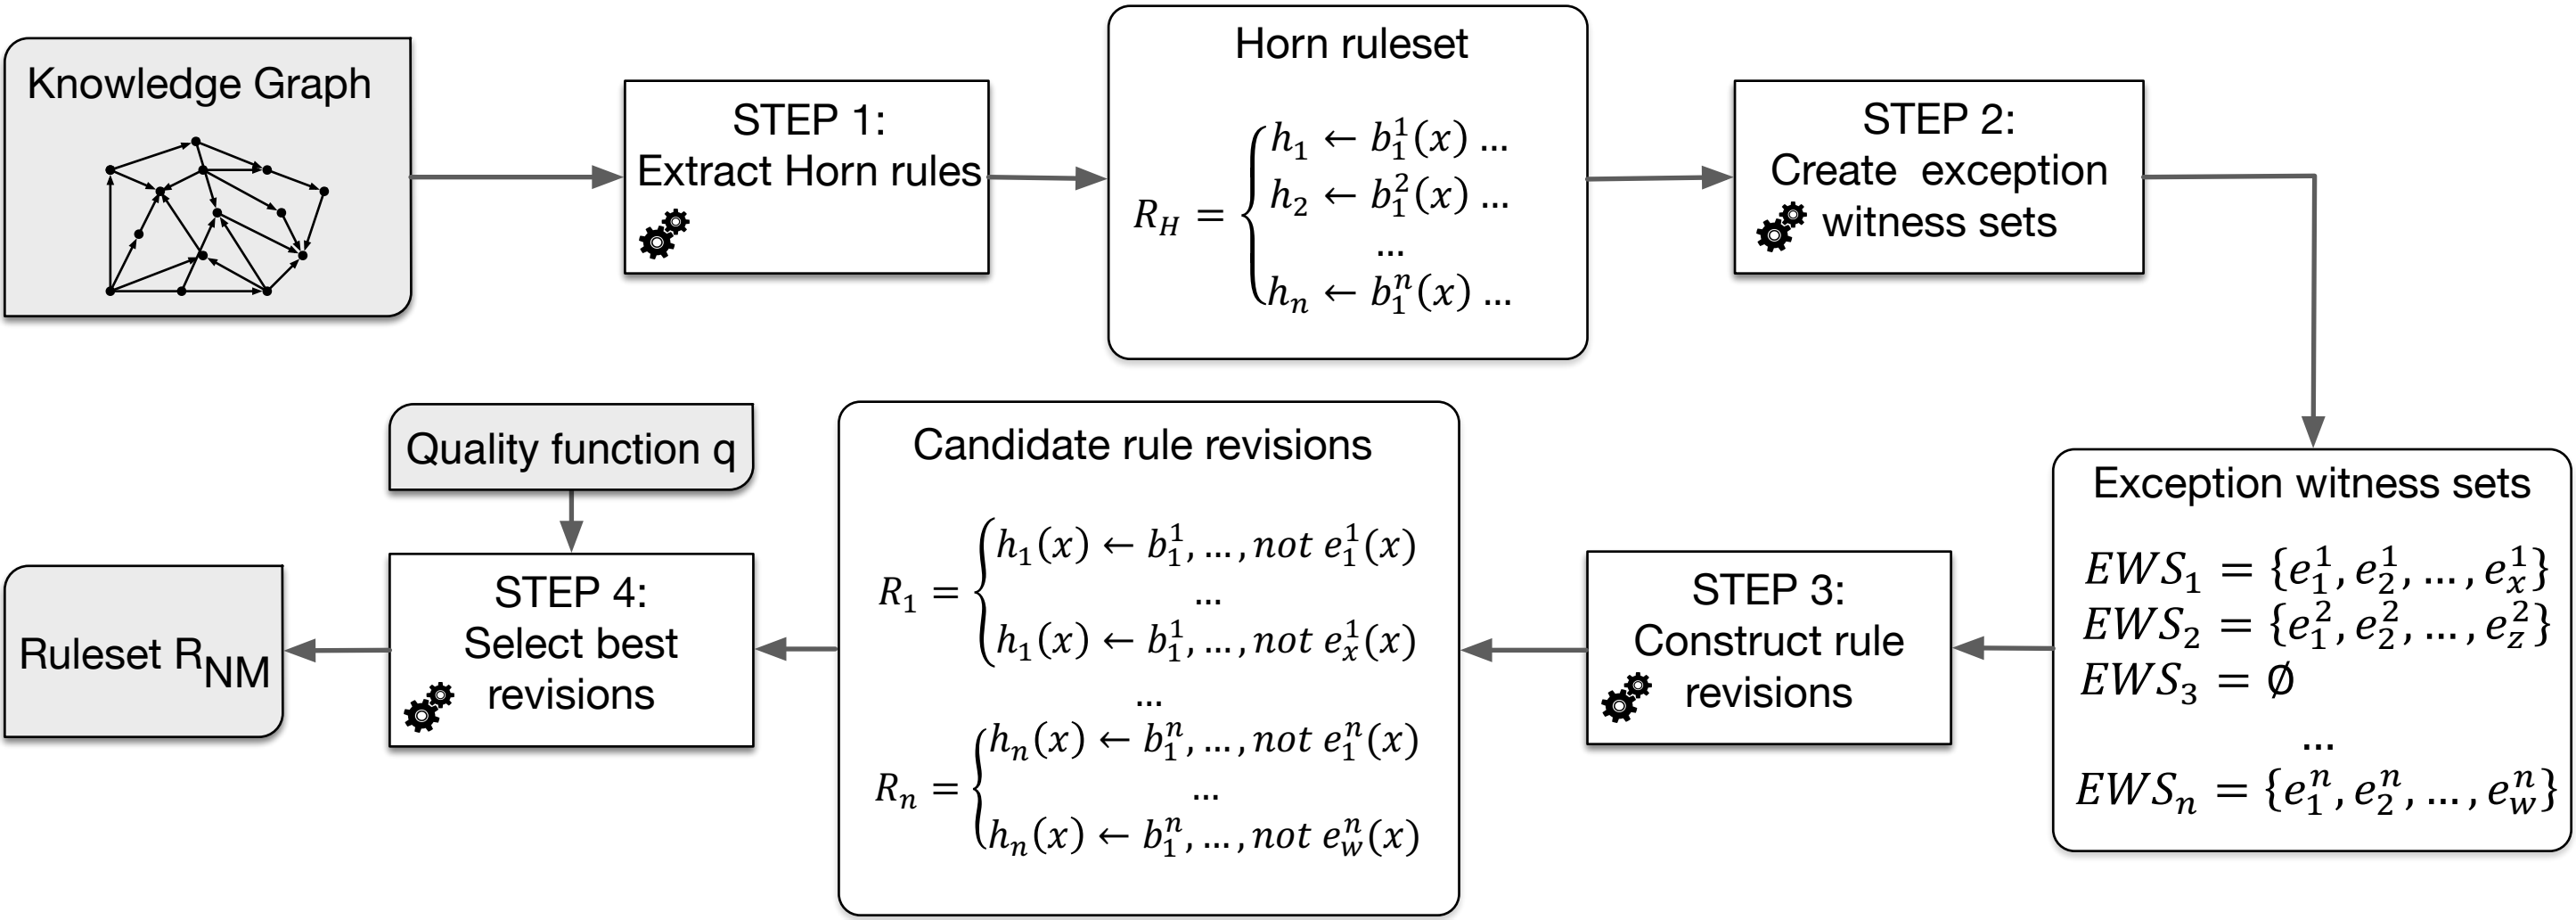 Knowledge Graph
STEP 1:
Extract Horn rules
Horn ruleset
R_H = {
h_1 ← b_1^1(x) ...
h_2 ← b_1^2(x) ...
...
h_n ← b_1^n(x) ...
STEP 2:
Create exception
witness sets
Exception witness sets
EWS_1 = {e_1^1, e_2^1, ..., e_x^1}
EWS_2 = {e_1^2, e_2^2, ..., e_z^2}
EWS_3 = ∅
...
EWS_n = {e_1^n, e_2^n, ..., e_w^n}
STEP 3:
Construct rule
revisions
Candidate rule revisions
R_1 = {
h_1(x) ← b_1^1, ..., not e_1^1(x)
...
h_1(x) ← b_1^1, ..., not e_x^1(x)
...
R_n = {
h_n(x) ← b_1^n, ..., not e_1^n(x)
...
h_n(x) ← b_1^n, ..., not e_w^n(x)
Quality function q
STEP 4:
Select best
revisions
Ruleset R_NM